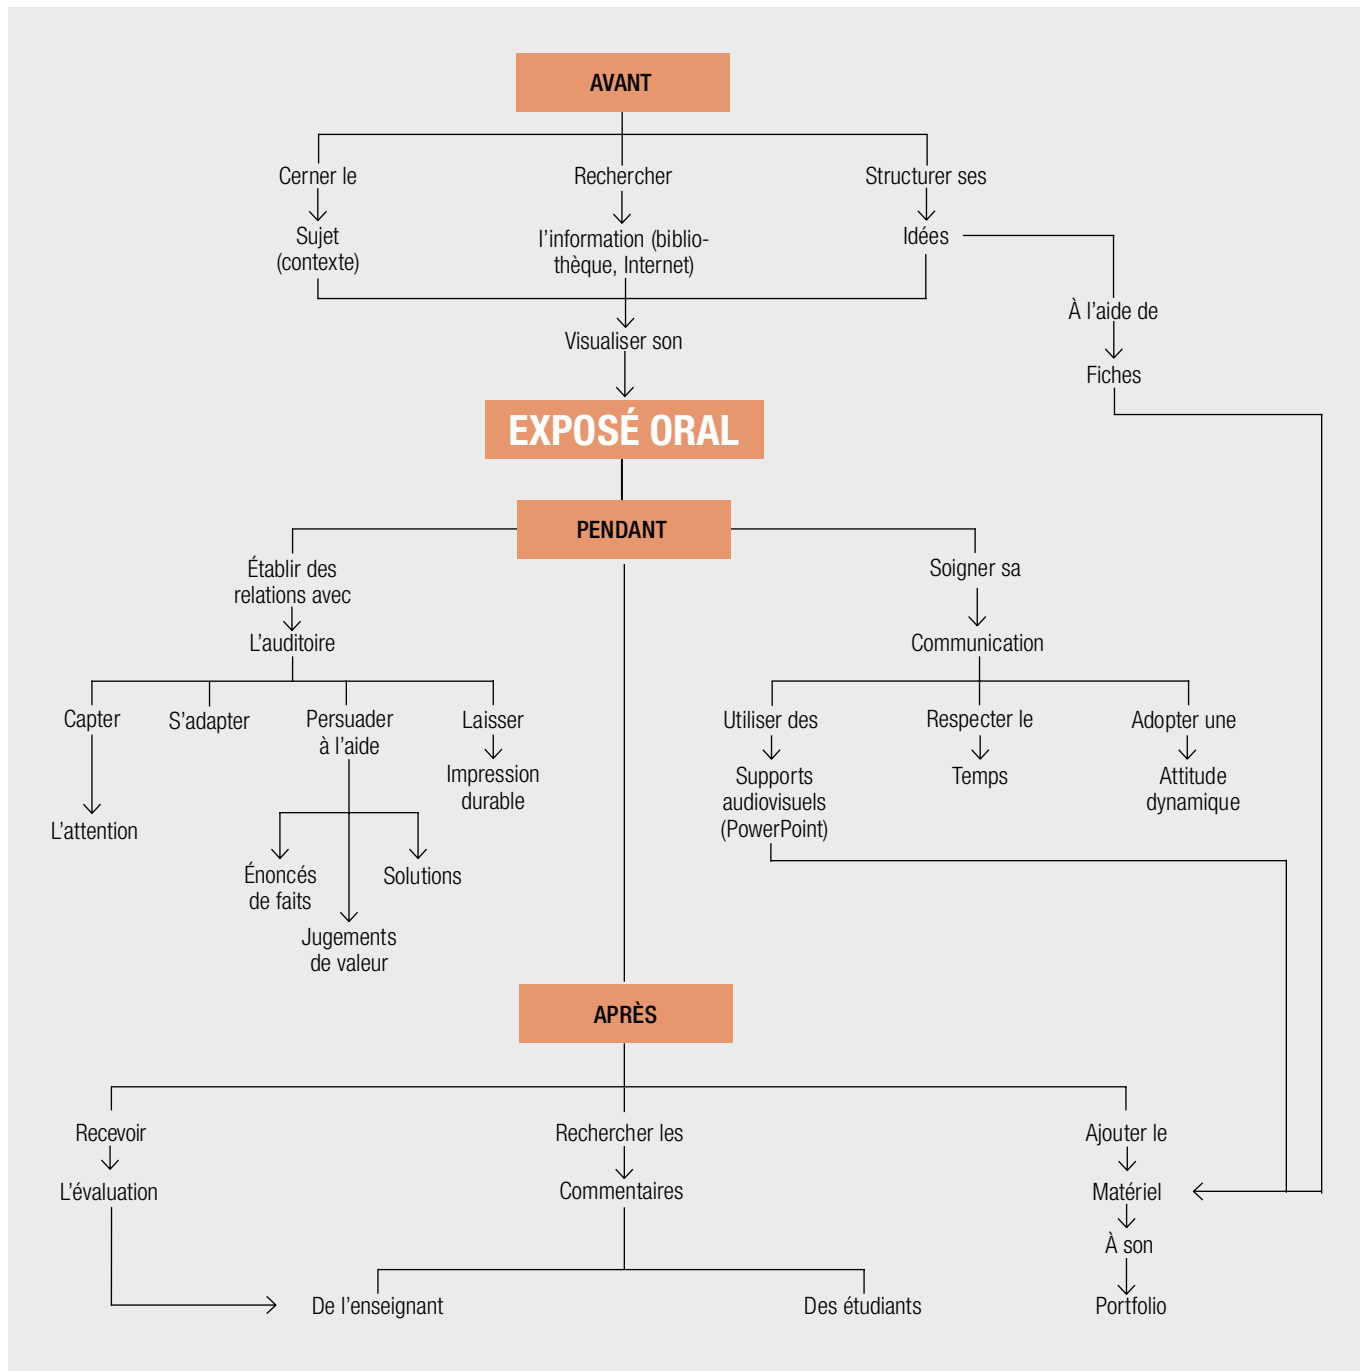 AVANT
Cerner le
Rechercher
Structurer ses
Sujet
(contexte)
l’information (biblio-
thèque, Internet)
Idées
À l’aide de
Fiches
Visualiser son
EXPOSÉ ORAL
PENDANT
Établir des
relations avec
L’auditoire
Soigner sa
Communication
Capter
S’adapter
Persuader
à l’aide
Laisser
Utiliser des
Respecter le
Adopter une
L’attention
Impression
durable
Supports
audiovisuels
(PowerPoint)
Temps
Attitude
dynamique
Énoncés
de faits
Solutions
Jugements
de valeur
APRÈS
Recevoir
Rechercher les
Ajouter le
L’évaluation
Commentaires
Matériel
À son
De l’enseignant
Des étudiants
Portfolio